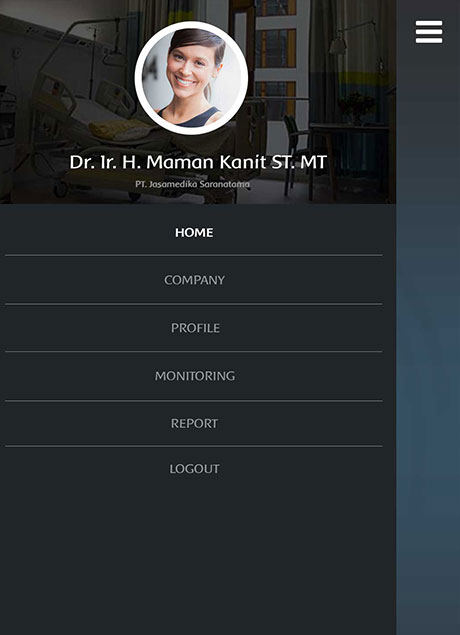 Dr. Ir. H. Maman Kanit ST. MT
PT. Jasamedika Saranatama
HOME
COMPANY
PROFILE
MONITORING
REPORT
LOGOUT